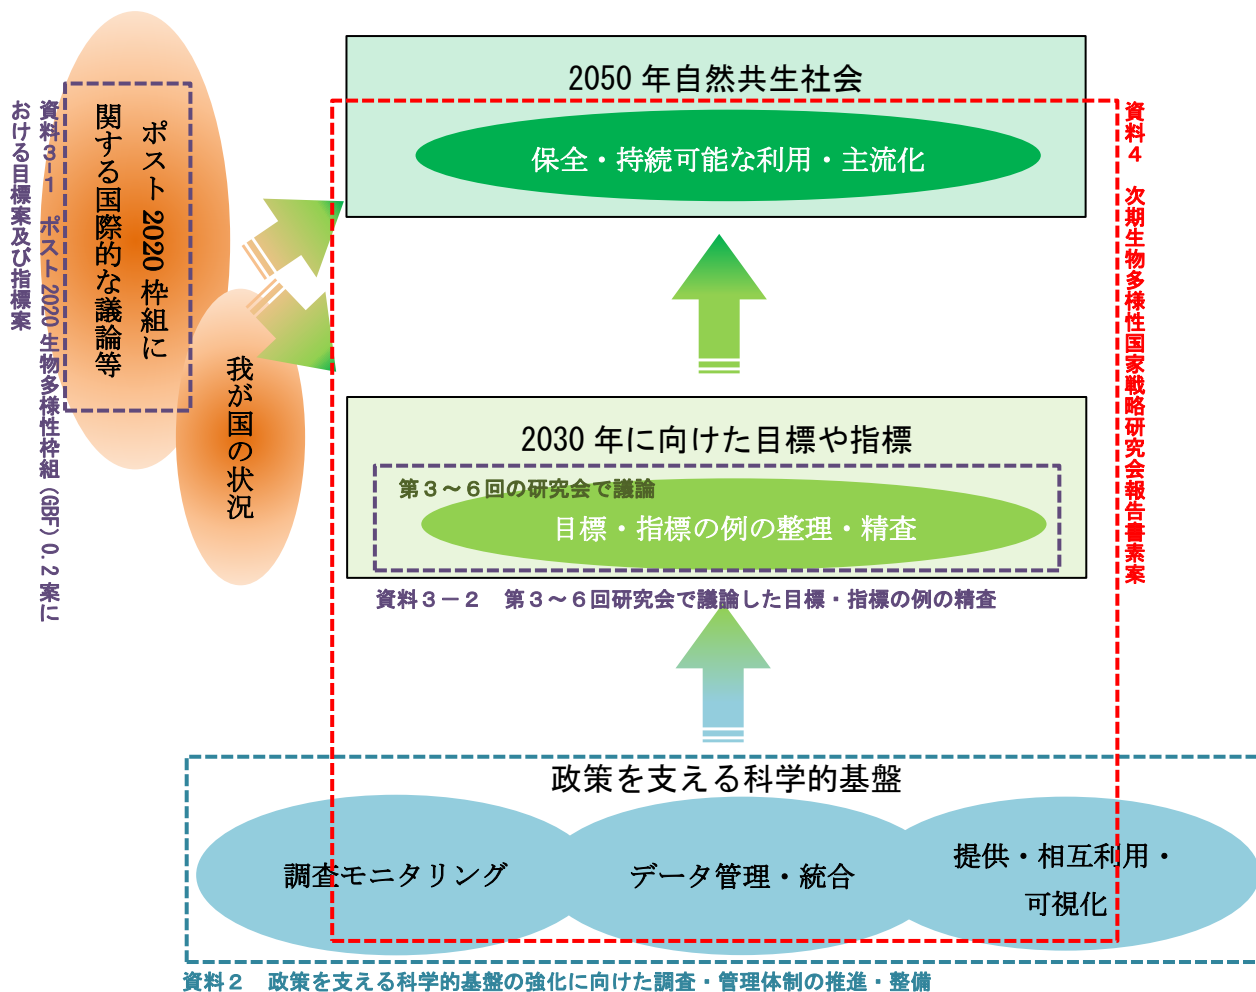 2050 年自然共生社会
保全・持続可能な利用・主流化
資料３－１　ポスト 2020 生物多様性枠組（GBF）0.2 案に
おける目標案及び指標案
ポスト 2020 枠組に
関する国際的な議論等
我が国の状況
資料４　次期生物多様性国家戦略研究会報告書素案
2030 年に向けた目標や指標
第３～６回の研究会で議論
目標・指標の例の整理・精査
資料３－２　第３～６回研究会で議論した目標・指標の例の精査
政策を支える科学的基盤
調査モニタリング
データ管理・統合
提供・相互利用・
可視化
資料２　政策を支える科学的基盤の強化に向けた調査・管理体制の推進・整備